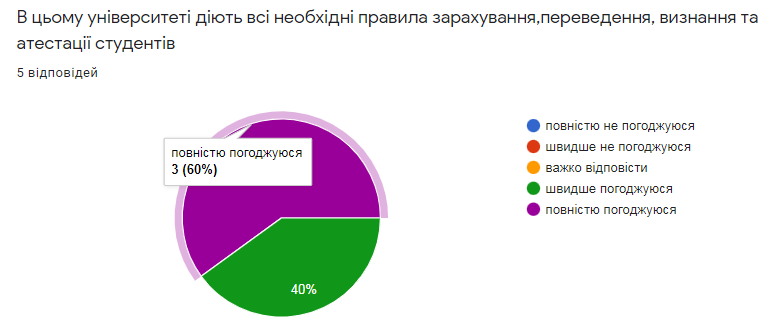 В цьому університеті діють всі необхідні правила зарахування,переведення, визнання та
атестації студентів
5 відповідей
повністю погоджуюся
3 (60%)
40%
повністю не погоджуюся
швидше не погоджуюся
важко відповісти
швидше погоджуюся
повністю погоджуюся